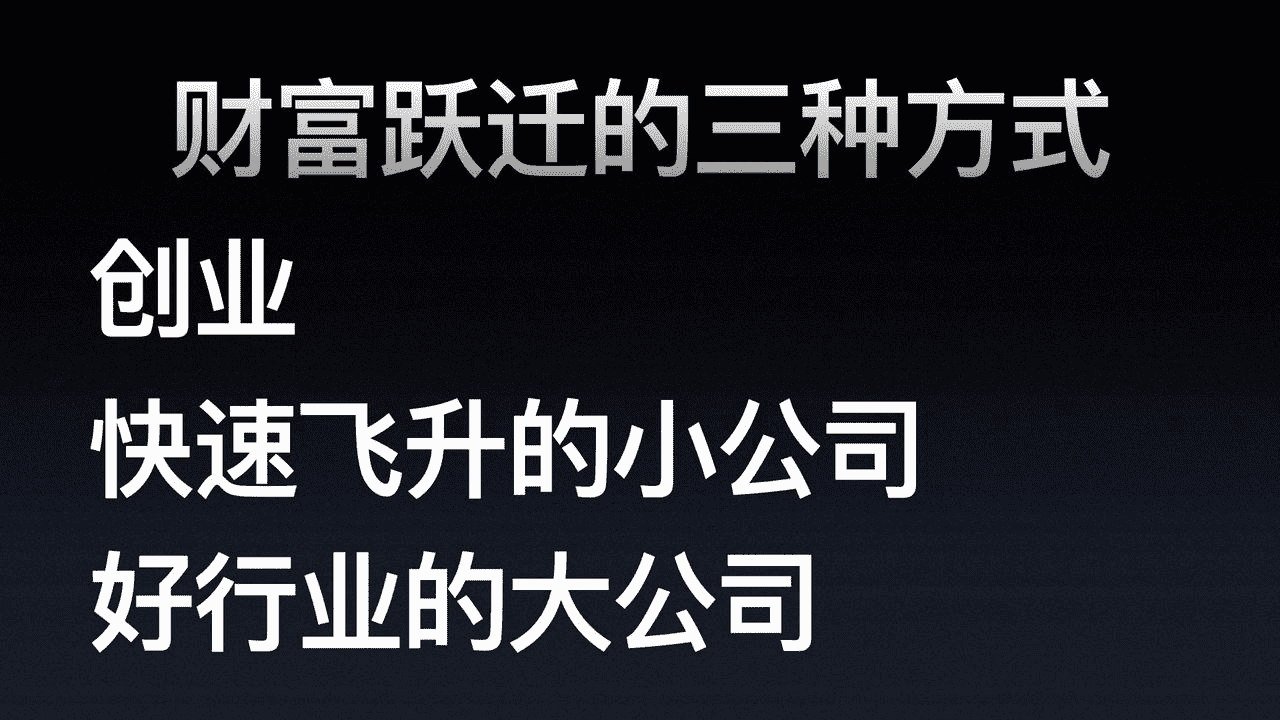 财富跃迁的三种方式
创业
快速飞升的小公司
好行业的大公司